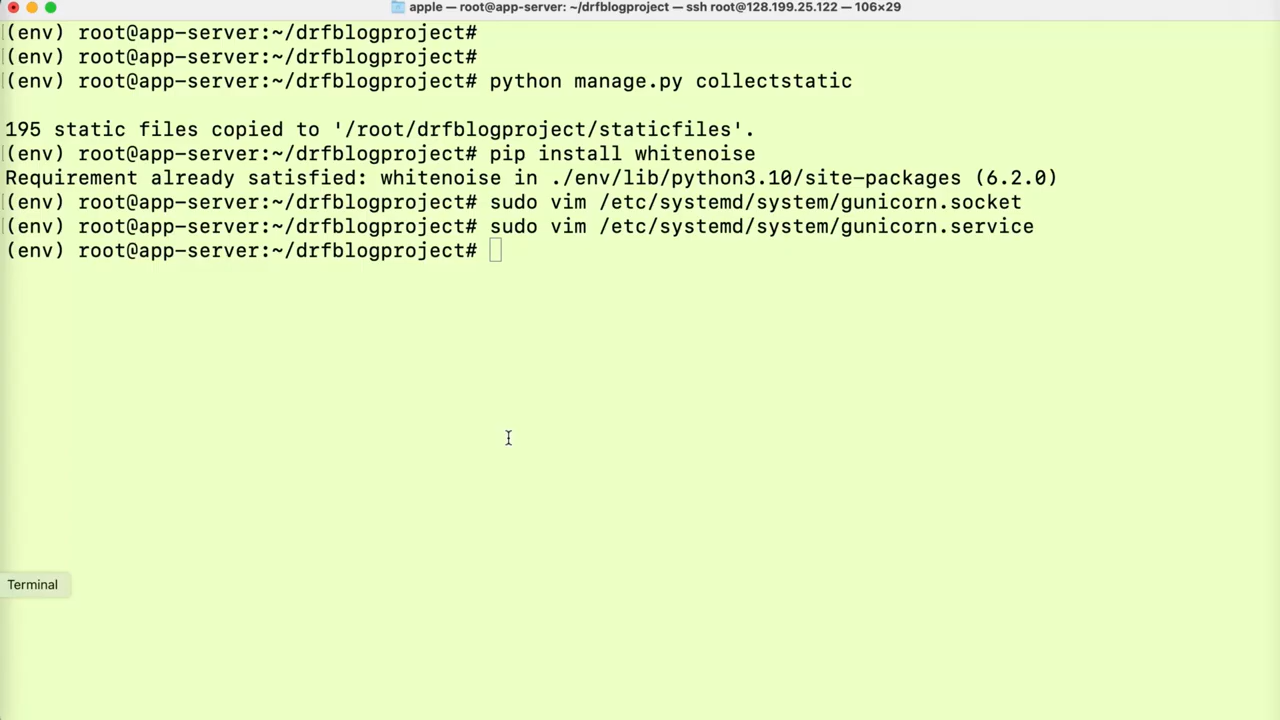 apple — root@app-server: ~/drfblogproject — ssh root@128.199.25.122 — 106×29
(env) root@app-server:~/drfblogproject#
(env) root@app-server:~/drfblogproject#
(env) root@app-server:~/drfblogproject# python manage.py collectstatic
195 static files copied to '/root/drfblogproject/staticfiles'.
(env) root@app-server:~/drfblogproject# pip install whitenoise
Requirement already satisfied: whitenoise in ./env/lib/python3.10/site-packages (6.2.0)
(env) root@app-server:~/drfblogproject# sudo vim /etc/systemd/system/gunicorn.socket
(env) root@app-server:~/drfblogproject# sudo vim /etc/systemd/system/gunicorn.service
(env) root@app-server:~/drfblogproject#
Terminal